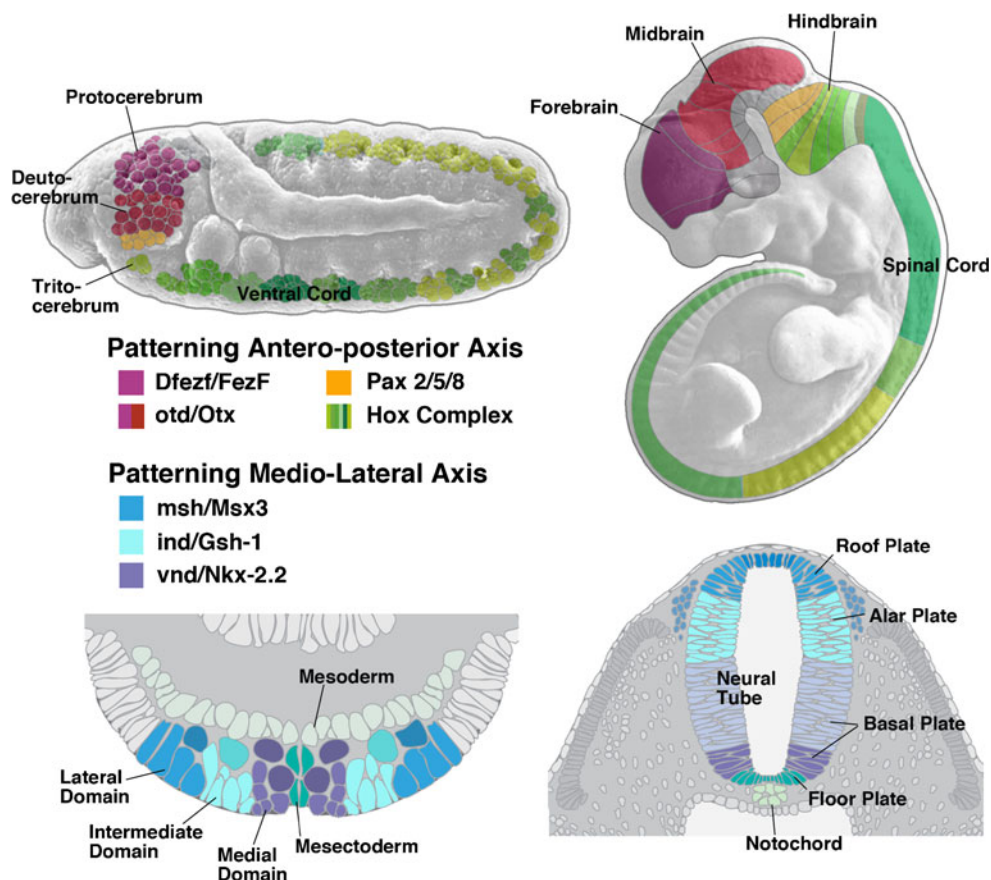 Protocerebrum
Deuto-
cerebrum
Trito-
cerebrum
Ventral Cord
Midbrain
Hindbrain
Forebrain
Spinal Cord
Patterning Antero-posterior Axis
Dfezf/FezF
Pax 2/5/8
otd/Otx
Hox Complex
Patterning Medio-Lateral Axis
msh/Msx3
ind/Gsh-1
vnd/Nkx-2.2
Mesoderm
Lateral
Domain
Intermediate
Domain
Medial
Domain
Mesectoderm
Roof Plate
Alar Plate
Neural
Tube
Basal Plate
Floor Plate
Notochord